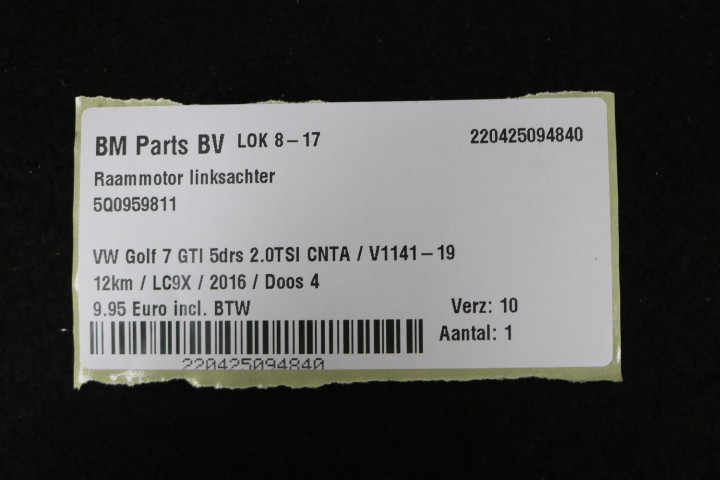 BM Parts BV LOK 8-17 220425094840
Raammotor linksachter
5Q0959811
VW Golf 7 GTI 5drs 2.0TSI CNTA / V1141-19
12km / LC9X / 2016 / Doos 4
9.95 Euro incl. BTW Verz: 10
Aantal: 1
220425094840